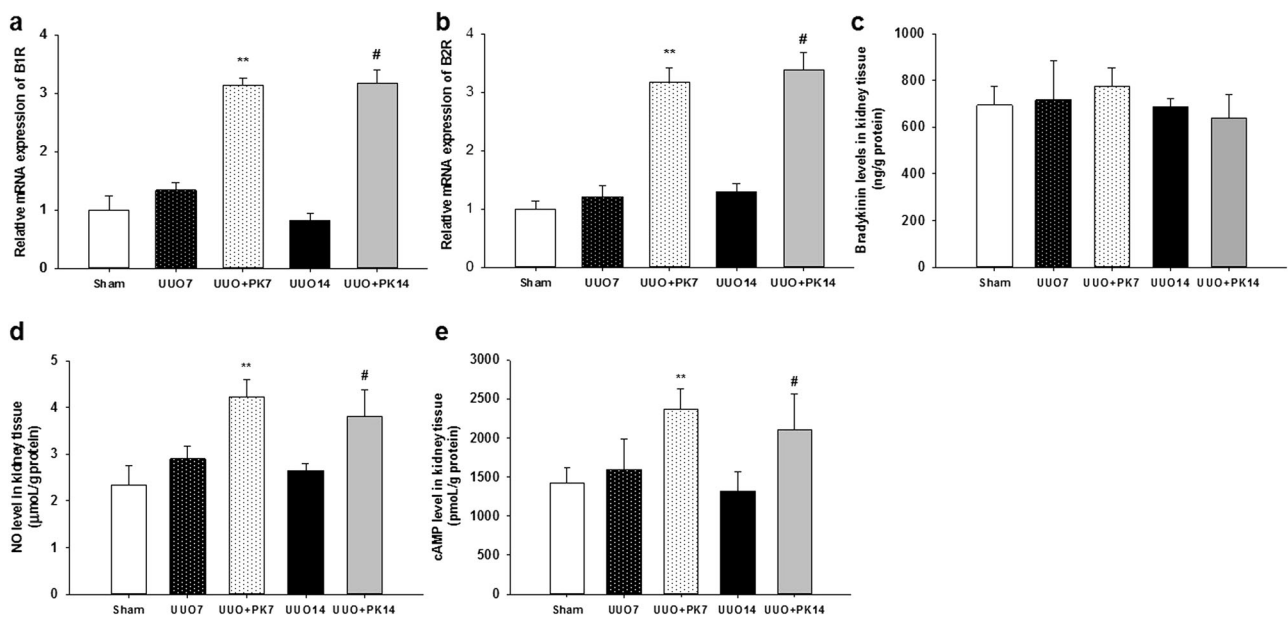 a
Relative mRNA expression of B1R
4
3
2
1
0
**
#
Sham UUO7 UUO+PK7 UUO14 UUO+PK14
b
Relative mRNA expression of B2R
4
3
2
1
0
**
#
Sham UUO7 UUO+PK7 UUO14 UUO+PK14
c
Bradykinin levels in kidney tissue
(ng/g protein)
1000
800
600
400
200
0
Sham UUO7 UUO+PK7 UUO14 UUO+PK14
d
NO level in kidney tissue
(μmoL/g protein)
5
4
3
2
1
0
**
#
Sham UUO7 UUO+PK7 UUO14 UUO+PK14
e
cAMP level in kidney tissue
(pmoL/g protein)
3000
2500
2000
1500
1000
500
0
**
#
Sham UUO7 UUO+PK7 UUO14 UUO+PK14